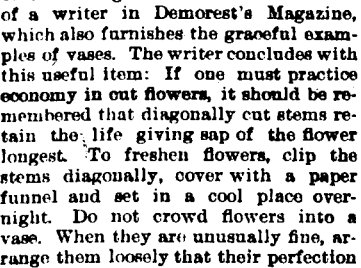 of a writer in Demorest's Magazine,
which also furnishes the graceful exam-
ples of vases. The writer concludes with
this useful item: If one must practice
economy in cut flowers, it should be re-
membered that diagonally cut stems re-
tain the life giving sap of the flower
longest. To freshen flowers, clip the
stems diagonally, cover with a paper
funnel and set in a cool place over-
night. Do not crowd flowers into a
vase. When they are unusually fine, ar-
range them loosely that their perfection